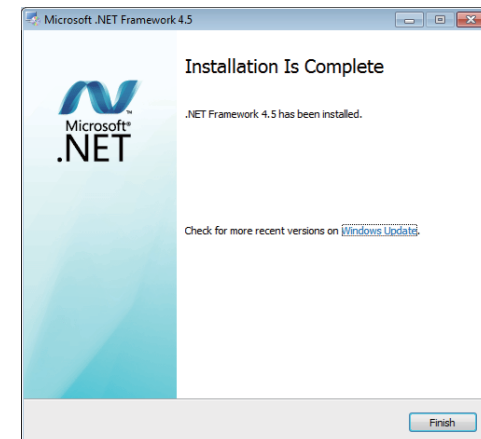 Microsoft .NET Framework 4.5
Installation Is Complete
Microsoft®
.NET
.NET Framework 4.5 has been installed.
Check for more recent versions on Windows Update.
Finish